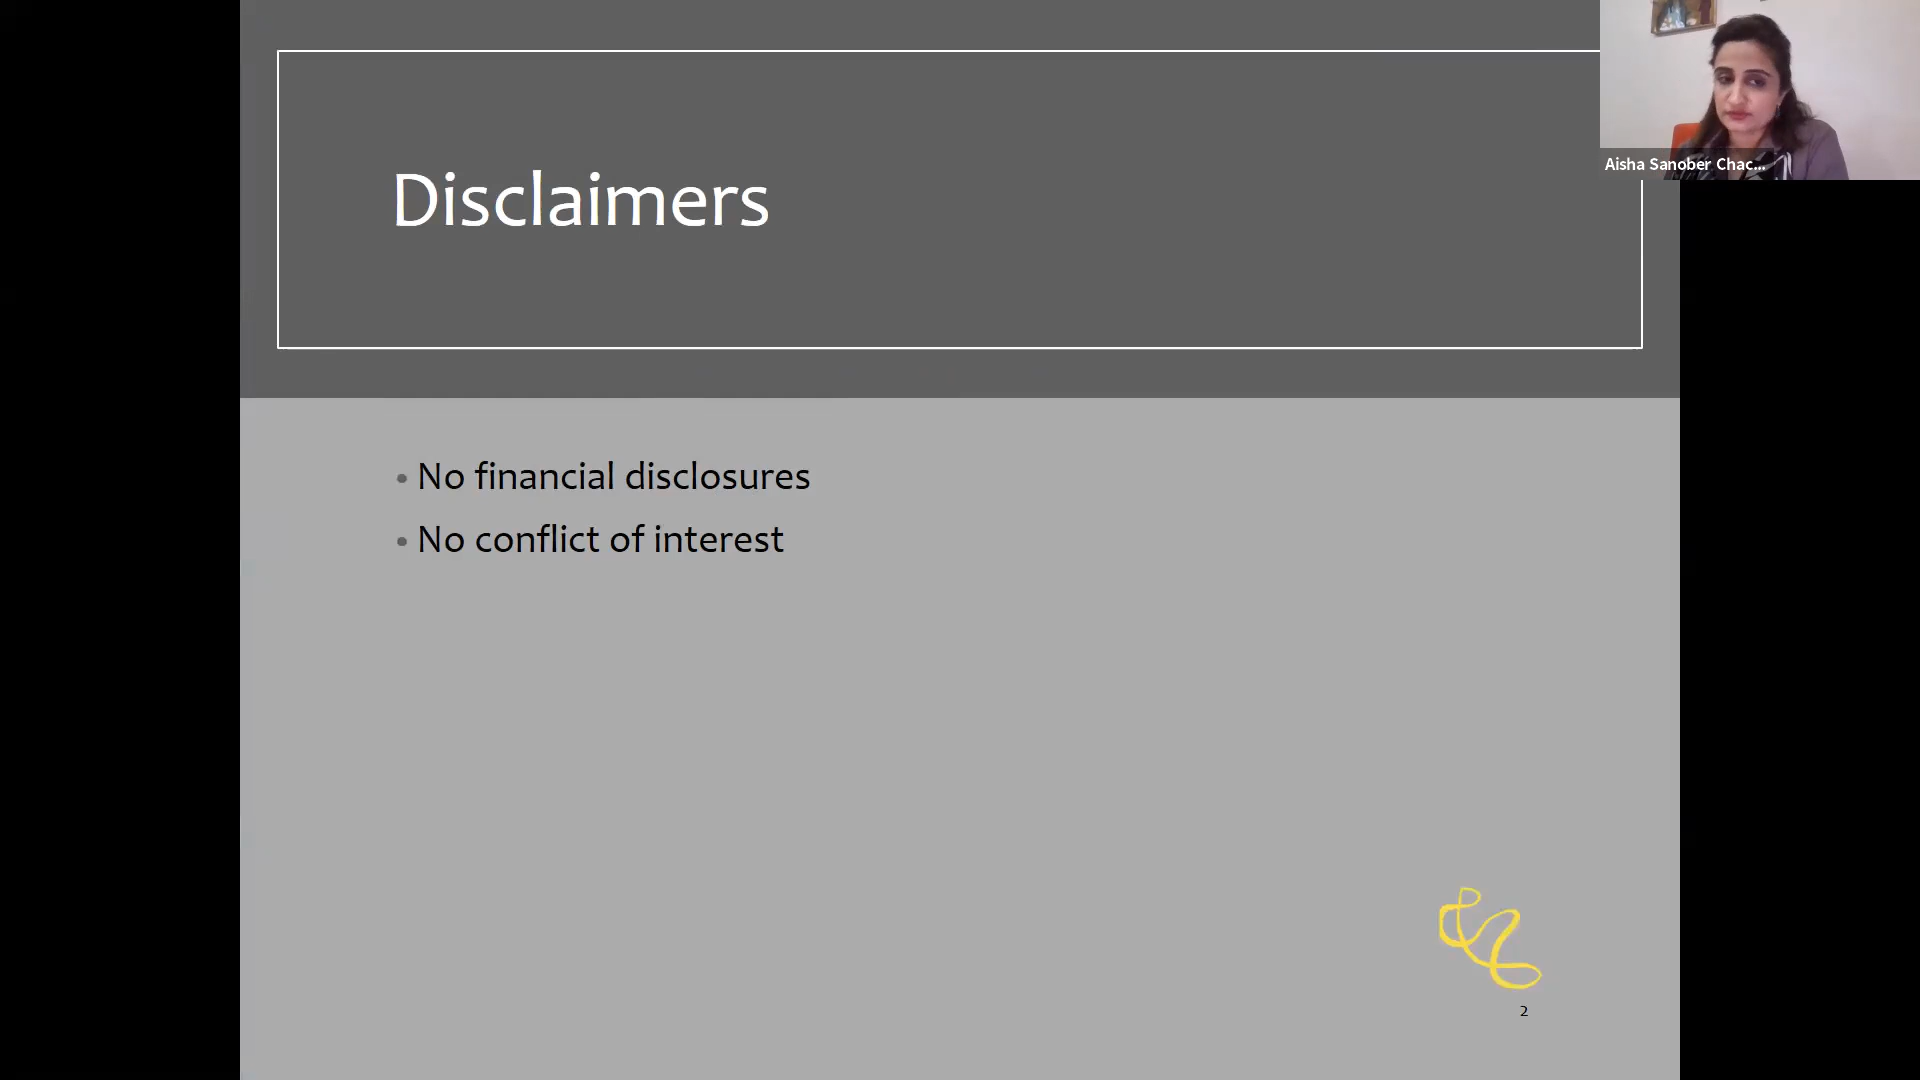 Disclaimers
Aisha Sanober Chac...
• No financial disclosures
• No conflict of interest
2